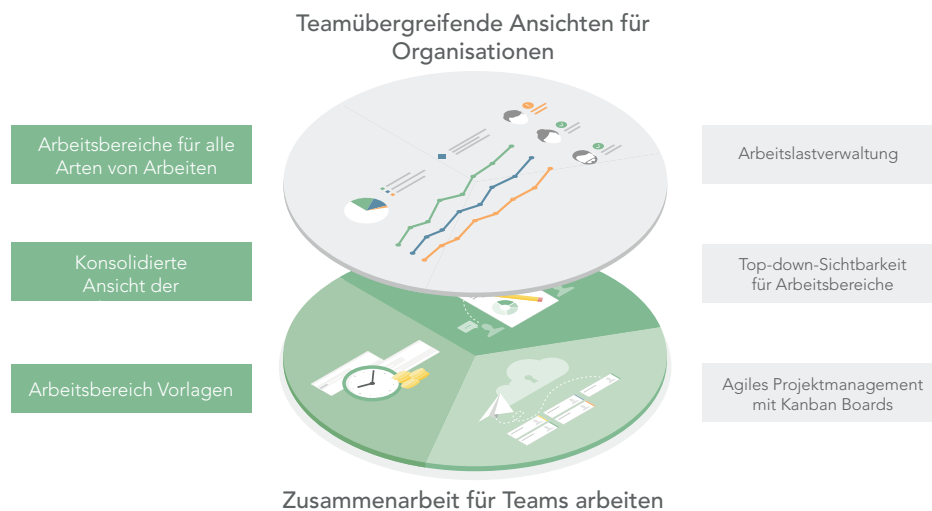 Teamübergreifende Ansichten für
Organisationen
Arbeitsbereiche für alle
Arten von Arbeiten
Konsolidierte
Ansicht der
Arbeitsbereich Vorlagen
Arbeitslastverwaltung
Top-down-Sichtbarkeit
für Arbeitsbereiche
Agiles Projektmanagement
mit Kanban Boards
Zusammenarbeit für Teams arbeiten